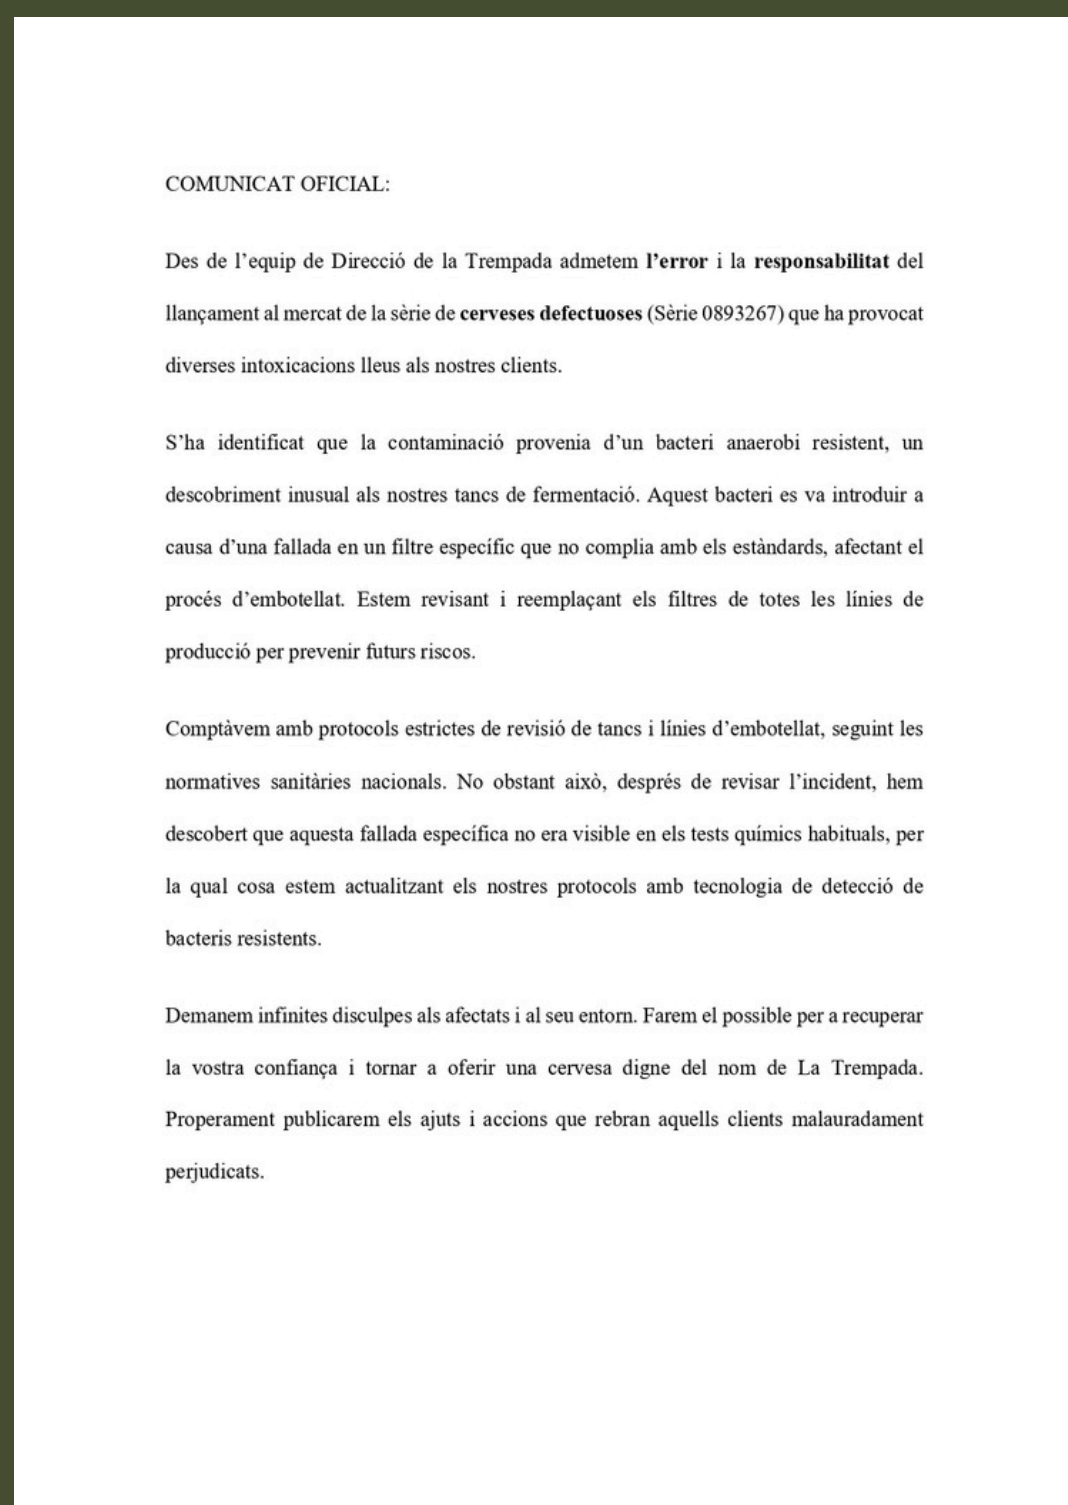 COMUNICAT OFICIAL:
Des de l’equip de Direcció de la Trempada admetem l’error i la responsabilitat del
llançament al mercat de la sèrie de cerveses defectuoses (Sèrie 0893267) que ha provocat
diverses intoxicacions lleus als nostres clients.
S’ha identificat que la contaminació provenia d’un bacteri anaerobi resistent, un
descobriment inusual als nostres tancs de fermentació. Aquest bacteri es va introduir a
causa d’una fallada en un filtre específic que no complia amb els estàndards, afectant el
procés d’embotellat. Estem revisant i reemplaçant els filtres de totes les línies de
producció per prevenir futurs riscos.
Comptàvem amb protocols estrictes de revisió de tancs i línies d’embotellat, seguint les
normatives sanitàries nacionals. No obstant això, després de revisar l’incident, hem
descobert que aquesta fallada específica no era visible en els tests químics habituals, per
la qual cosa estem actualitzant els nostres protocols amb tecnologia de detecció de
bacteris resistents.
Demanem infinites disculpes als afectats i al seu entorn. Farem el possible per a recuperar
la vostra confiança i tornar a oferir una cervesa digne del nom de La Trempada.
Properament publicarem els ajuts i accions que rebran aquells clients malauradament
perjudicats.